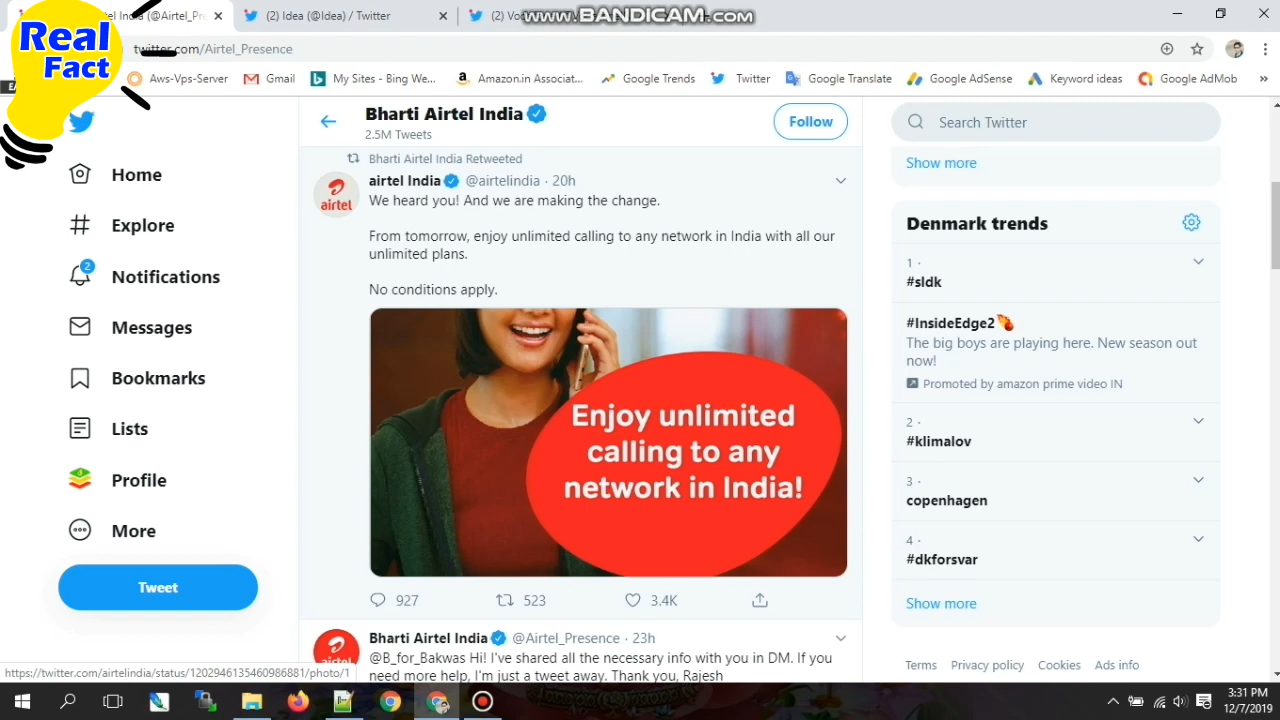 el India (@Airtel_Pre
(2) Idea (@Idea) / Twitter
(2) Vo
www.BANDICAM.com
Real
Fact
twitter.com/Airtel_Presence
Aws-Vps-Server
Gmail
My Sites - Bing We...
Amazon.in Associat...
Google Trends
Twitter
Google Translate
Google AdSense
Keyword ideas
Google AdMob
»
Home
Explore
2
Notifications
Messages
Bookmarks
Lists
Profile
More
Tweet
Bharti Airtel India
2.5M Tweets
Follow
Bharti Airtel India Retweeted
airtel India @airtelindia · 20h
airtel
We heard you! And we are making the change.
From tomorrow, enjoy unlimited calling to any network in India with all our
unlimited plans.
No conditions apply.
Enjoy unlimited
calling to any
network in India!
927
523
3.4K
Bharti Airtel India @Airtel_Presence · 23h
airtel
@B_for_Bakwas Hi! I've shared all the necessary info with you in DM. If you
need more help, I'm just a tweet away. Thank you, Rajesh
Search Twitter
Show more
Denmark trends
1 ·
#sldk
#InsideEdge2
The big boys are playing here. New season out
now!
Promoted by amazon prime video IN
2 ·
#klimalov
3 ·
copenhagen
4 ·
#dkforsvar
Show more
Terms Privacy policy Cookies Ads info
https://twitter.com/airtelindia/status/1202946135460986881/photo/1
3:31 PM
12/7/2019